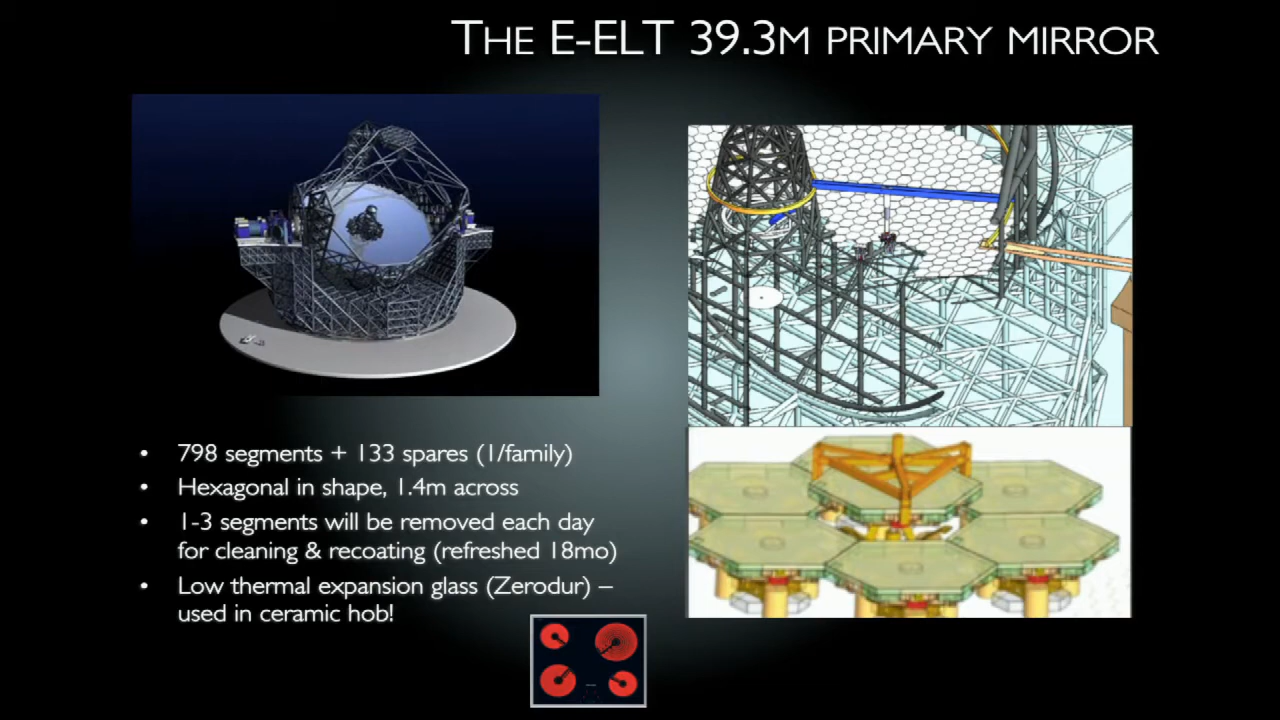 THE E-ELT 39.3M PRIMARY MIRROR
• 798 segments + 133 spares (1/family)
• Hexagonal in shape, 1.4m across
• 1-3 segments will be removed each day
for cleaning & recoating (refreshed 18mo)
• Low thermal expansion glass (Zerodur) –
used in ceramic hob!